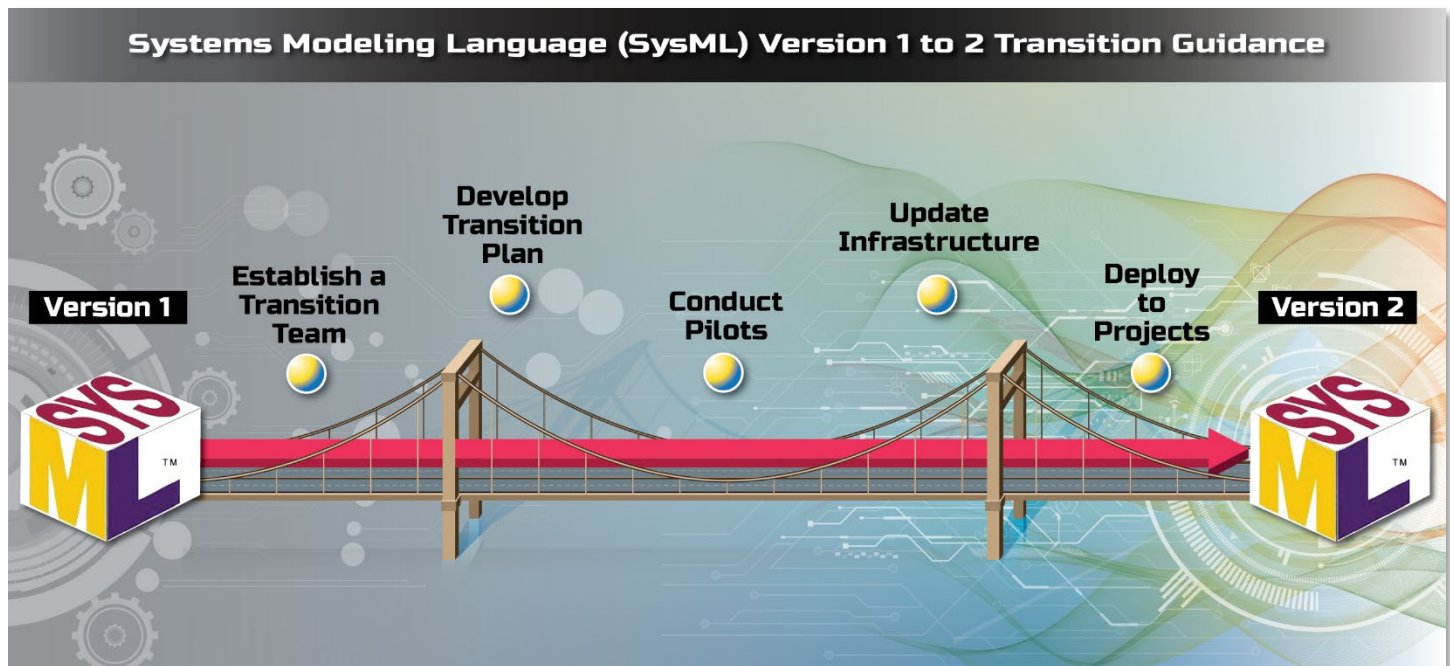 Systems Modeling Language (SysML) Version 1 to 2 Transition Guidance
Version 1
SYS
ML
TM
Establish a
Transition
Team
Develop
Transition
Plan
Conduct
Pilots
Update
Infrastructure
Deploy
to
Projects
Version 2
SYS
ML
TM